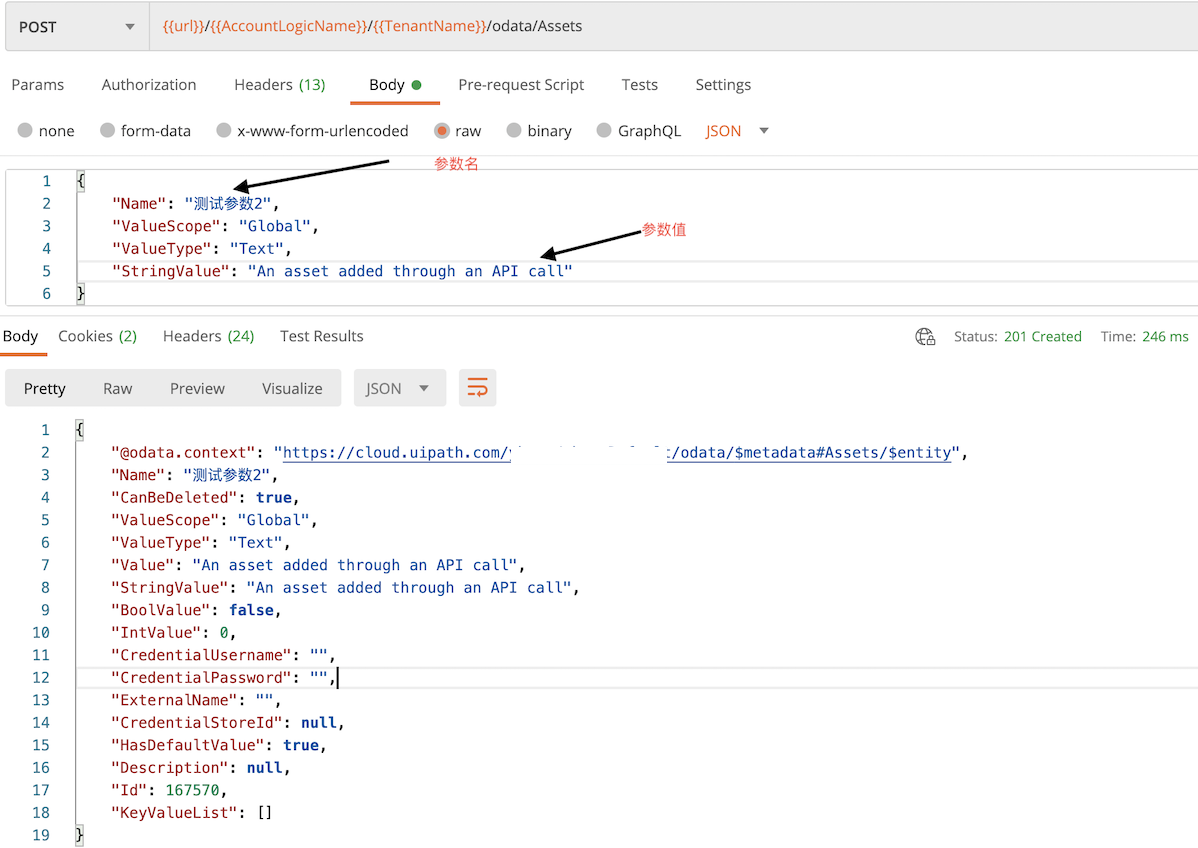 POST {{url}}/{{AccountLogicName}}/{{TenantName}}/odata/Assets
Params Authorization Headers (13) Body Pre-request Script Tests Settings
none form-data x-www-form-urlencoded raw binary GraphQL JSON
参数名
1 {
2 "Name": "测试参数2",
3 "ValueScope": "Global",
参数值
4 "ValueType": "Text",
5 "StringValue": "An asset added through an API call"
6 }
Body Cookies (2) Headers (24) Test Results Status: 201 Created Time: 246 ms
Pretty Raw Preview Visualize JSON
1 {
2 "@odata.context": "https://cloud.uipath.com/ /odata/$metadata#Assets/$entity",
3 "Name": "测试参数2",
4 "CanBeDeleted": true,
5 "ValueScope": "Global",
6 "ValueType": "Text",
7 "Value": "An asset added through an API call",
8 "StringValue": "An asset added through an API call",
9 "BoolValue": false,
10 "IntValue": 0,
11 "CredentialUsername": "",
12 "CredentialPassword": "",
13 "ExternalName": "",
14 "CredentialStoreId": null,
15 "HasDefaultValue": true,
16 "Description": null,
17 "Id": 167570,
18 "KeyValueList": []
19 }